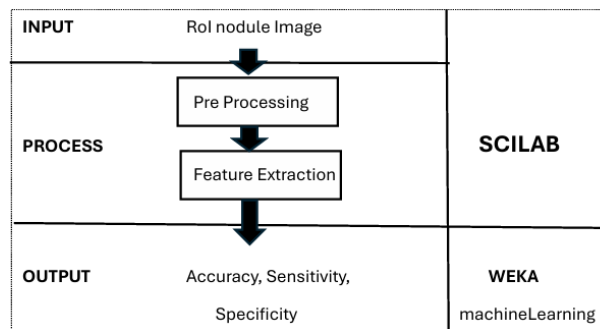 INPUT
RoI nodule Image
Pre Processing
PROCESS
SCILAB
Feature Extraction
OUTPUT
Accuracy, Sensitivity,
Specificity
WEKA
machineLearning